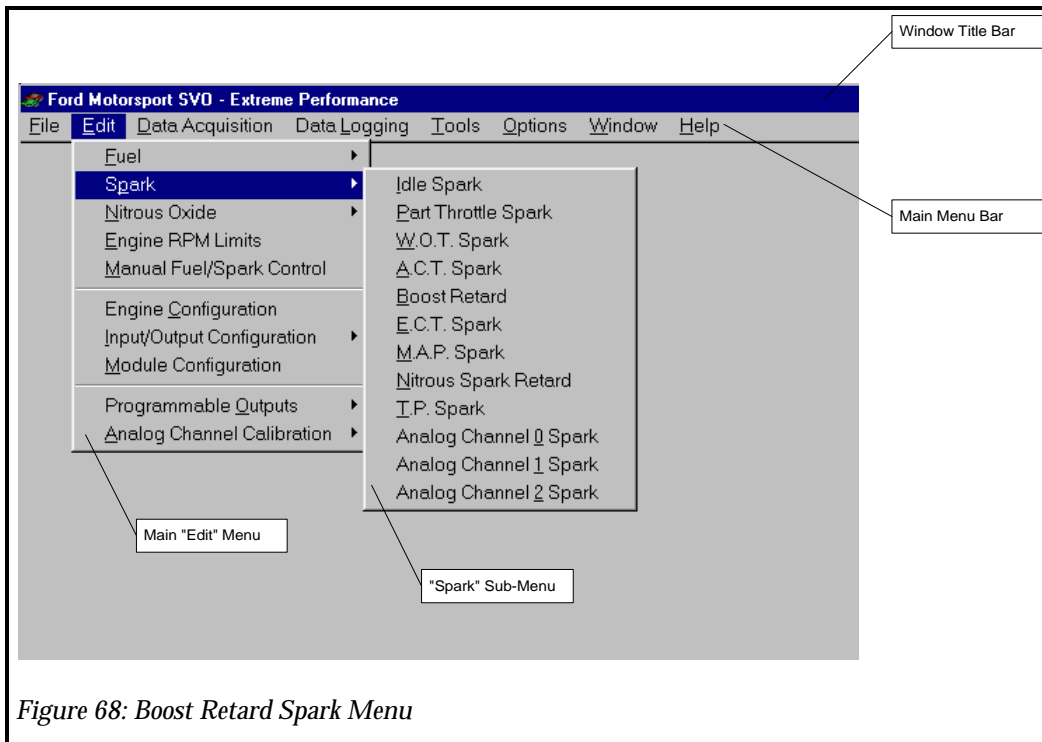 Window Title Bar
Ford Motorsport SVO - Extreme Performance
File Edit Data Acquisition Data Logging Tools Options Window Help
Main Menu Bar
Fuel
Spark
Nitrous Oxide
Engine RPM Limits
Manual Fuel/Spark Control
Engine Configuration
Input/Output Configuration
Module Configuration
Programmable Outputs
Analog Channel Calibration
Idle Spark
Part Throttle Spark
W.O.T. Spark
A.C.T. Spark
Boost Retard
E.C.T. Spark
M.A.P. Spark
Nitrous Spark Retard
T.P. Spark
Analog Channel 0 Spark
Analog Channel 1 Spark
Analog Channel 2 Spark
Main "Edit" Menu
"Spark" Sub-Menu
Figure 68: Boost Retard Spark Menu